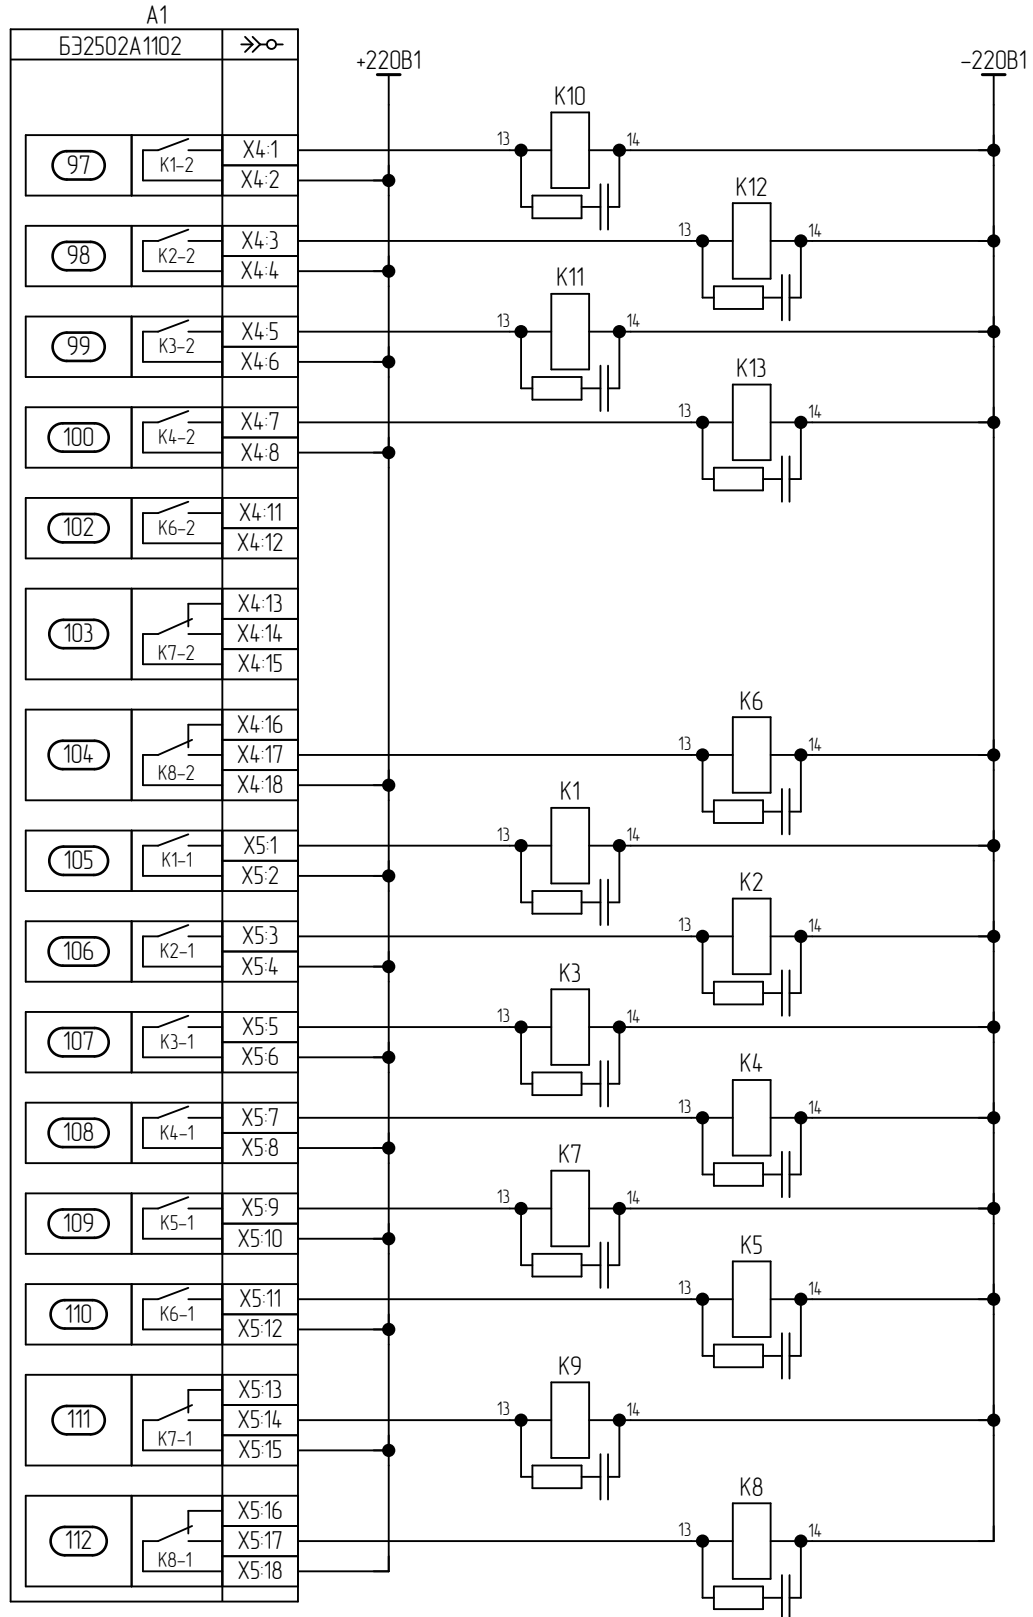 А1
БЭ2502А1102
+220В1
-220В1
K10
97
K1-2
X4:1
13
14
X4:2
K12
98
K2-2
X4:3
13
14
X4:4
K11
99
K3-2
X4:5
13
14
X4:6
K13
100
K4-2
X4:7
13
14
X4:8
102
K6-2
X4:11
X4:12
103
K7-2
X4:13
X4:14
X4:15
K6
104
K8-2
X4:16
X4:17
13
14
X4:18
K1
105
K1-1
X5:1
13
14
X5:2
K2
106
K2-1
X5:3
13
14
X5:4
K3
107
K3-1
X5:5
13
14
X5:6
K4
108
K4-1
X5:7
13
14
X5:8
K7
109
K5-1
X5:9
13
14
X5:10
K5
110
K6-1
X5:11
13
14
X5:12
K9
111
K7-1
X5:13
X5:14
13
14
X5:15
K8
112
K8-1
X5:16
X5:17
13
14
X5:18